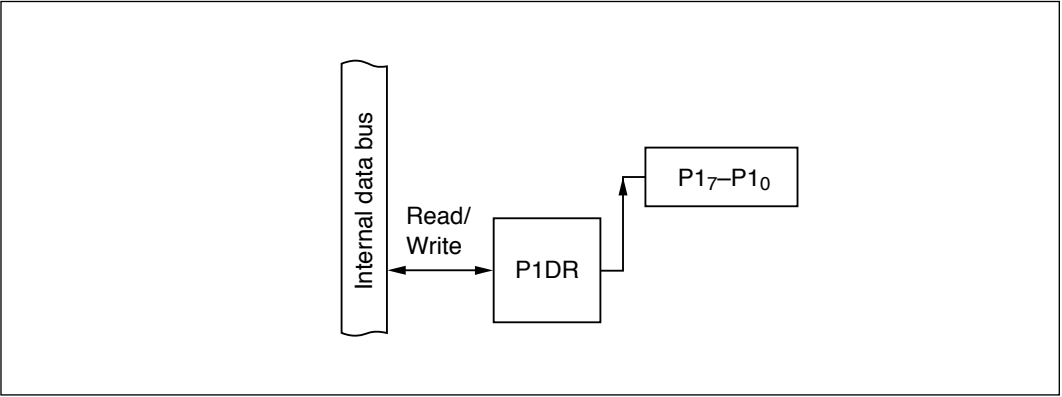 Internal data bus
Read/
Write
P1DR
P1₇–P1₀